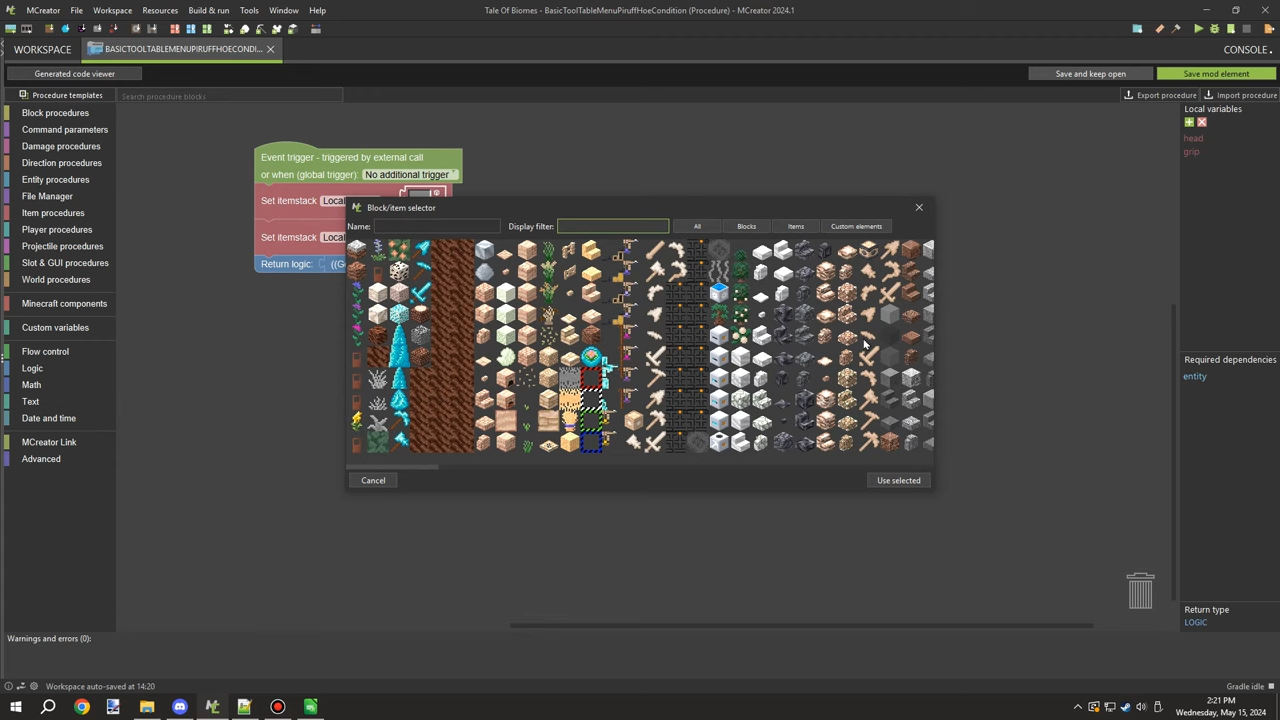 MCreator File Workspace Resources Build & run Tools Window Help
Tale Of Biomes - BasicToolTableMenuPiruffHoeCondition (Procedure) - MCreator 2024.1
WORKSPACE
BASICTOOLTABLEMENUPIRUFFHOECONDI...
CONSOLE
Generated code viewer
Save and keep open
Save mod element
Procedure templates
Search procedure blocks
Export procedure
Import procedure
Block procedures
Command parameters
Damage procedures
Direction procedures
Entity procedures
File Manager
Item procedures
Player procedures
Projectile procedures
Slot & GUI procedures
World procedures
Minecraft components
Custom variables
Flow control
Logic
Math
Text
Date and time
MCreator Link
Advanced
Event trigger - triggered by external call
or when (global trigger): No additional trigger
Set itemstack Local
Set itemstack Local
Return logic: ((G
Block/item selector
Name:
Display filter:
All
Blocks
Items
Custom elements
Cancel
Use selected
Local variables
head
grip
Required dependencies
entity
Return type
LOGIC
Warnings and errors (0):
Workspace auto-saved at 14:20
Gradle idle
2:21 PM
Wednesday, May 15, 2024